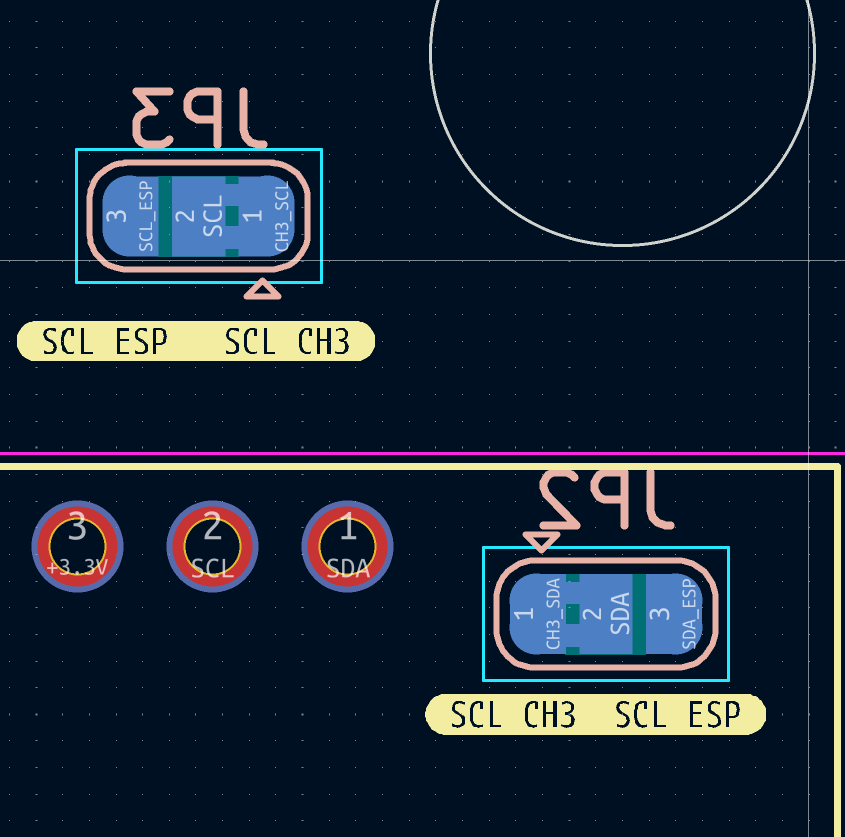 JP3
3
SCL_ESP
2
SCL
1
CH3_SCL
SCL ESP SCL CH3
JP2
3 2 1
+3.3V SCL SDA
1
CH3_SDA
2
SDA
3
SDA_ESP
SCL CH3 SCL ESP